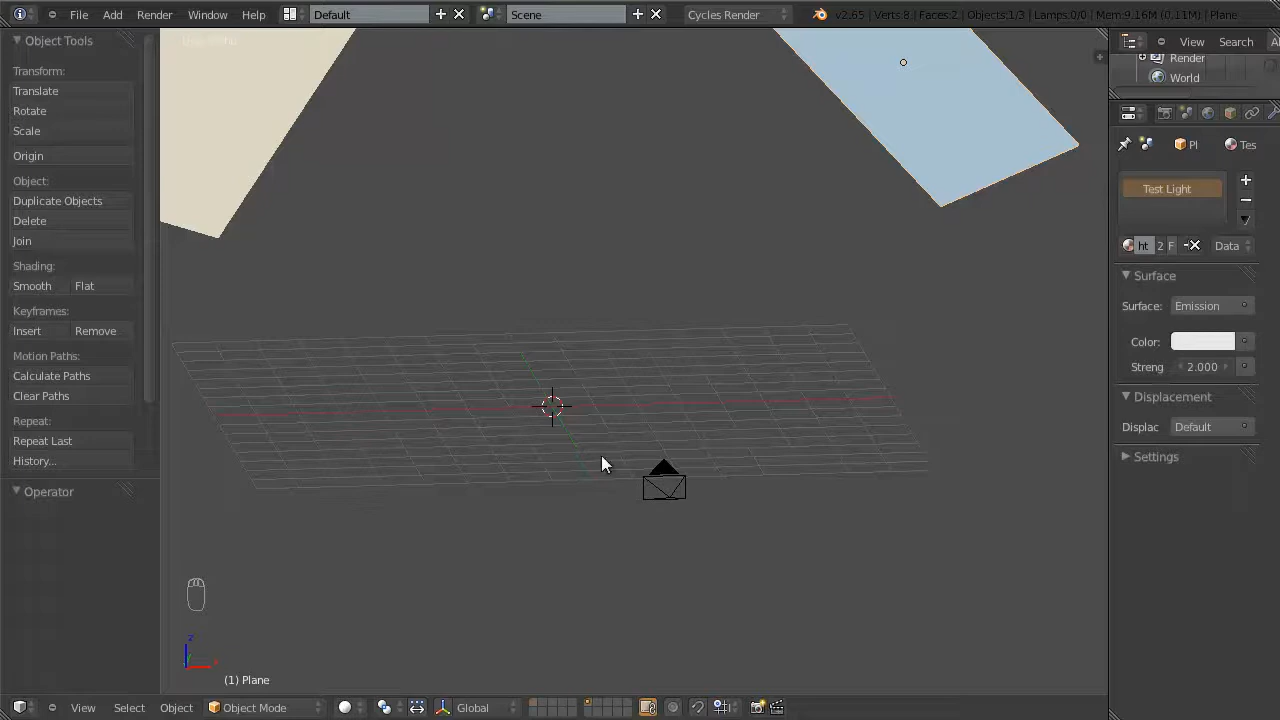 File Add Render Window Help Default Scene Cycles Render v2.65 | Verts:8 | Faces:2 | Objects:1/3 | Lamps:0/0 | Mem:9.16M (0.11M) | Plane
Object Tools
Transform:
Translate
Rotate
Scale
Origin
Object:
Duplicate Objects
Delete
Join
Shading:
Smooth Flat
Keyframes:
Insert Remove
Motion Paths:
Calculate Paths
Clear Paths
Repeat:
Repeat Last
History...
Operator
(1) Plane
View Select Object Object Mode Global
View Search
Render
World
Pl Tes
Test Light
ht 2 F Data
Surface
Surface: Emission
Color:
Streng 2.000
Displacement
Displac Default
Settings